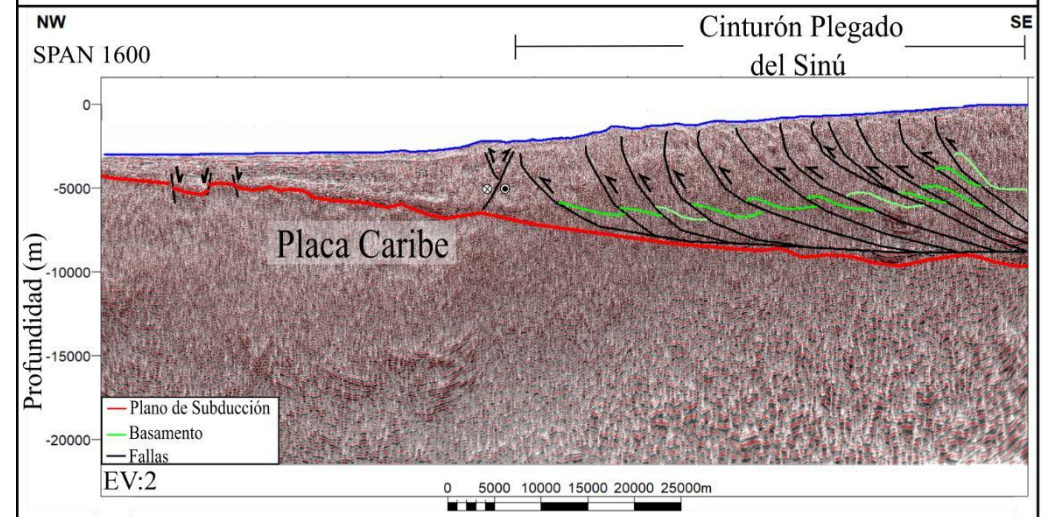 NW
SE
SPAN 1600
Cinturón Plegado
del Sinú
Profundidad (m)
0
-5000
-10000
-15000
-20000
Placa Caribe
Plano de Subducción
Basamento
Fallas
EV:2
0 5000 10000 15000 20000 25000m